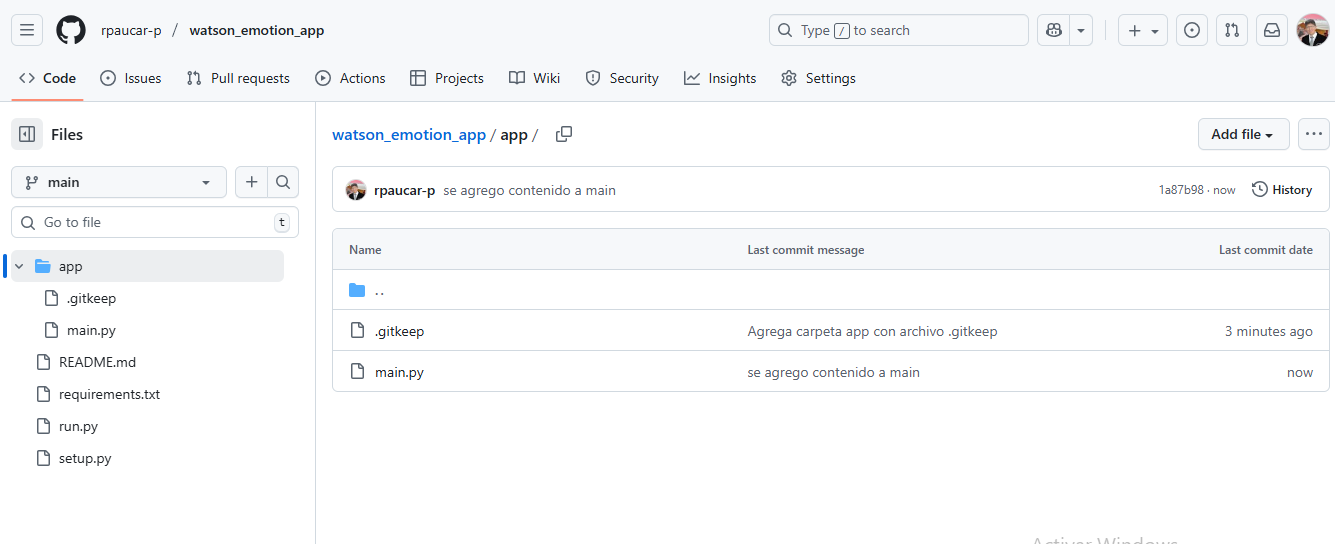 rpaucar-p / watson_emotion_app
Type / to search
Code Issues Pull requests Actions Projects Wiki Security Insights Settings
Files
watson_emotion_app / app /
Add file
main
rpaucar-p se agrego contenido a main
1a87b98 · now History
Go to file t
Name Last commit message Last commit date
app
. .
.gitkeep
.gitkeep Agrega carpeta app con archivo .gitkeep 3 minutes ago
main.py
main.py se agrego contenido a main now
README.md
requirements.txt
run.py
setup.py
Activer Windows